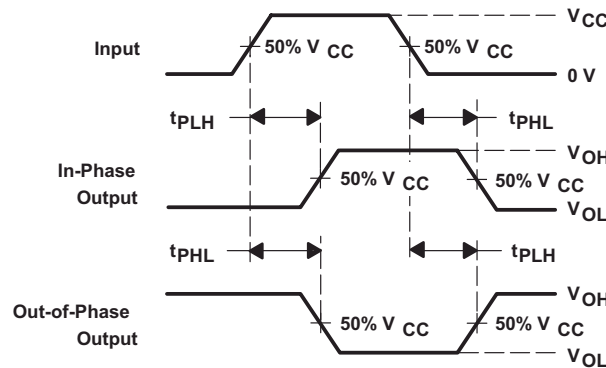 VCC
Input
50% VCC
50% VCC
0 V
tPLH
tPHL
VOH
In-Phase
Output
50% VCC
50% VCC
VOL
tPHL
tPLH
VOH
Out-of-Phase
Output
50% VCC
50% VCC
VOL